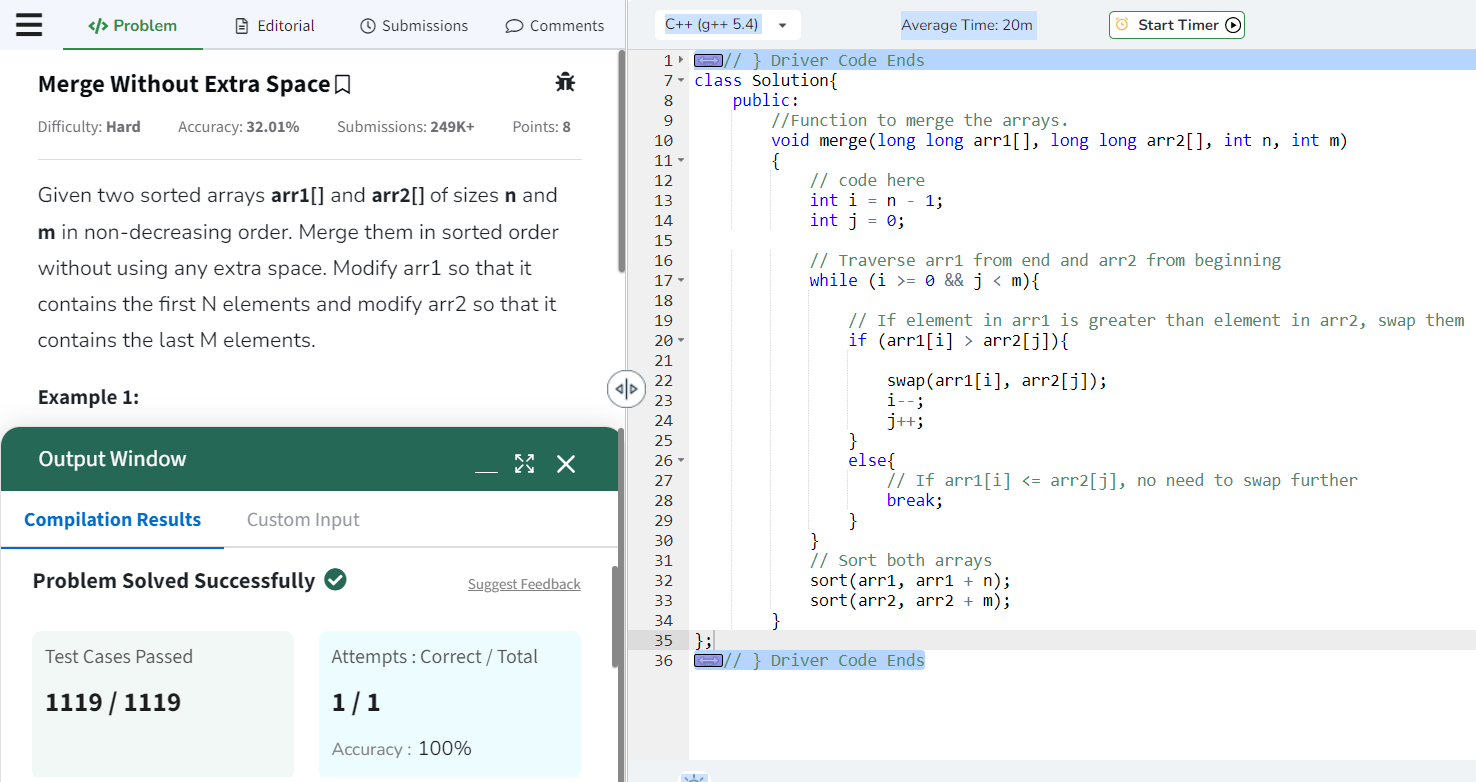 </> Problem
Editorial
Submissions
Comments
Merge Without Extra Space
Difficulty: Hard
Accuracy: 32.01%
Submissions: 249K+
Points: 8
Given two sorted arrays arr1[] and arr2[] of sizes n and
m in non-decreasing order. Merge them in sorted order
without using any extra space. Modify arr1 so that it
contains the first N elements and modify arr2 so that it
contains the last M elements.
Example 1:
Output Window
Compilation Results
Custom Input
Problem Solved Successfully
Suggest Feedback
Test Cases Passed
1119 / 1119
Attempts : Correct / Total
1 / 1
Accuracy : 100%
C++ (g++ 5.4)
Average Time: 20m
Start Timer
1 // } Driver Code Ends
7 class Solution{
8 public:
9 //Function to merge the arrays.
10 void merge(long long arr1[], long long arr2[], int n, int m)
11 {
12 // code here
13 int i = n - 1;
14 int j = 0;
15
16 // Traverse arr1 from end and arr2 from beginning
17 while (i >= 0 && j < m){
18
19 // If element in arr1 is greater than element in arr2, swap them
20 if (arr1[i] > arr2[j]){
21
22 swap(arr1[i], arr2[j]);
23 i--;
24 j++;
25 }
26 else{
27 // If arr1[i] <= arr2[j], no need to swap further
28 break;
29 }
30 }
31 // Sort both arrays
32 sort(arr1, arr1 + n);
33 sort(arr2, arr2 + m);
34 }
35 };
36 // } Driver Code Ends